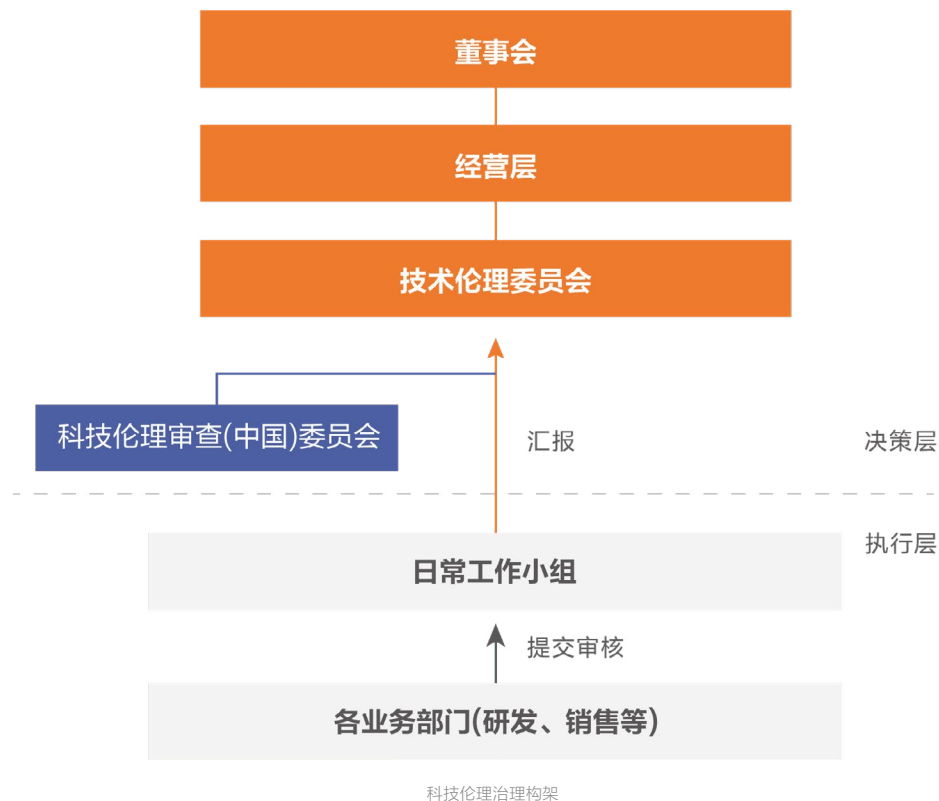 董事会
经营层
技术伦理委员会
科技伦理审查(中国)委员会
汇报
决策层
执行层
日常工作小组
提交审核
各业务部门(研发、销售等)
科技伦理治理构架